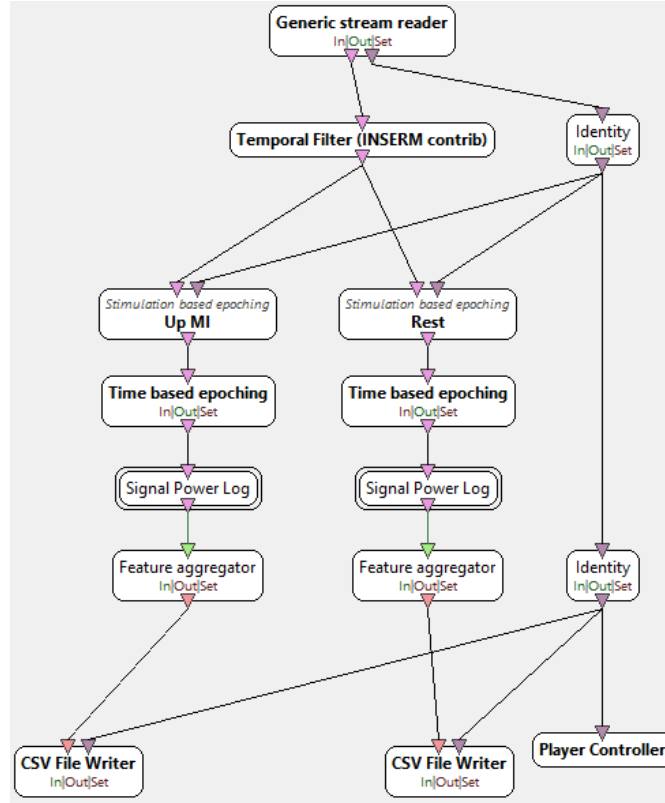 Generic stream reader
In|Out|Set
Temporal Filter (INSERM contrib)
Identity
In|Out|Set
Stimulation based epoching
Up MI
Stimulation based epoching
Rest
Time based epoching
In|Out|Set
Time based epoching
In|Out|Set
Signal Power Log
Signal Power Log
Feature aggregator
In|Out|Set
Feature aggregator
In|Out|Set
Identity
In|Out|Set
CSV File Writer
In|Out|Set
CSV File Writer
In|Out|Set
Player Controller